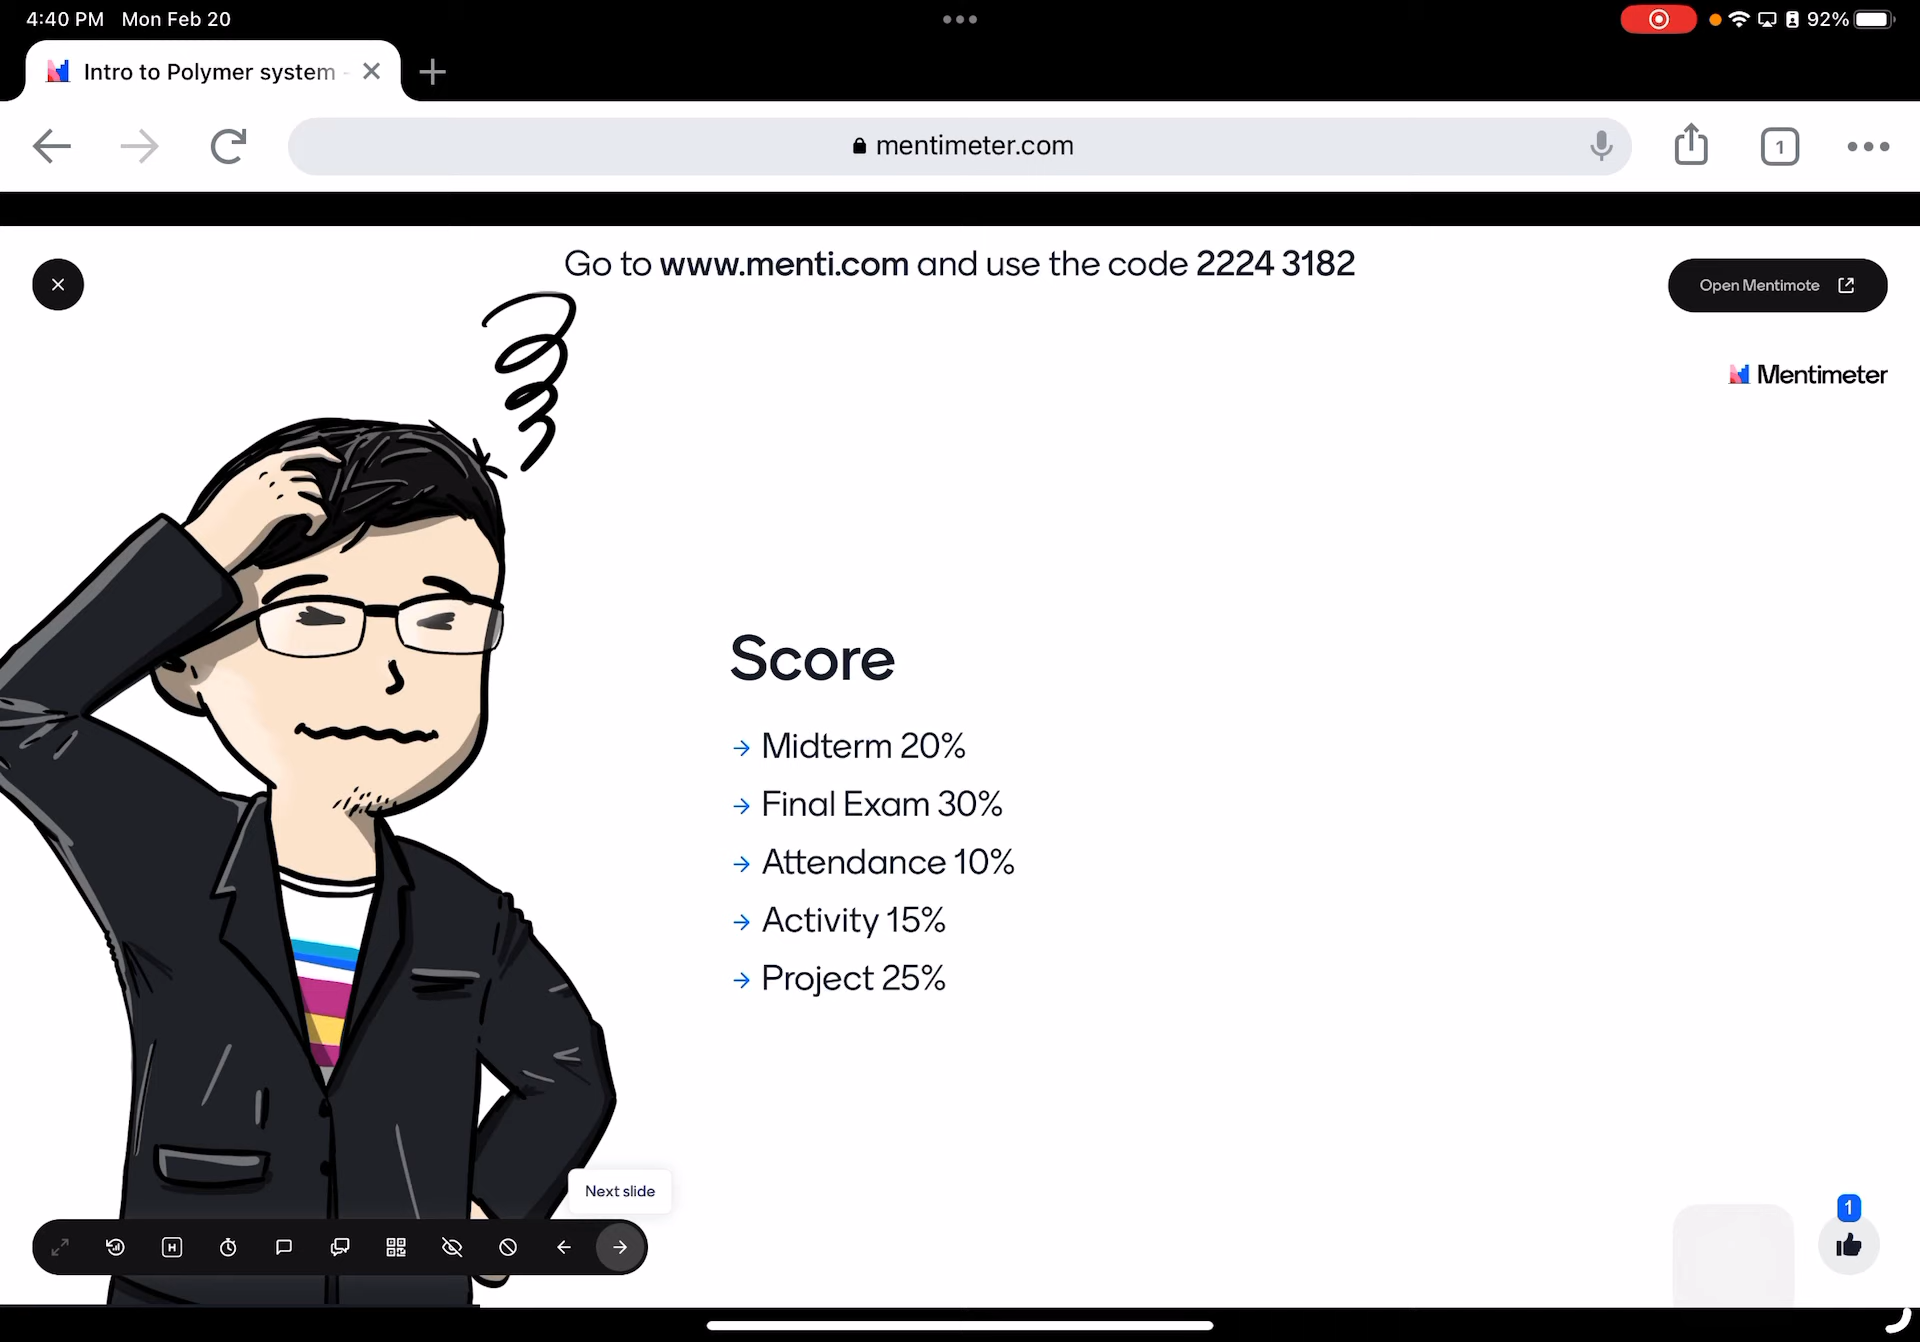 4:40 PM Mon Feb 20
92%
Intro to Polymer system -
mentimeter.com
1
Go to www.menti.com and use the code 2224 3182
Open Mentimote
Mentimeter
Score
→ Midterm 20%
→ Final Exam 30%
→ Attendance 10%
→ Activity 15%
→ Project 25%
Next slide
H
1